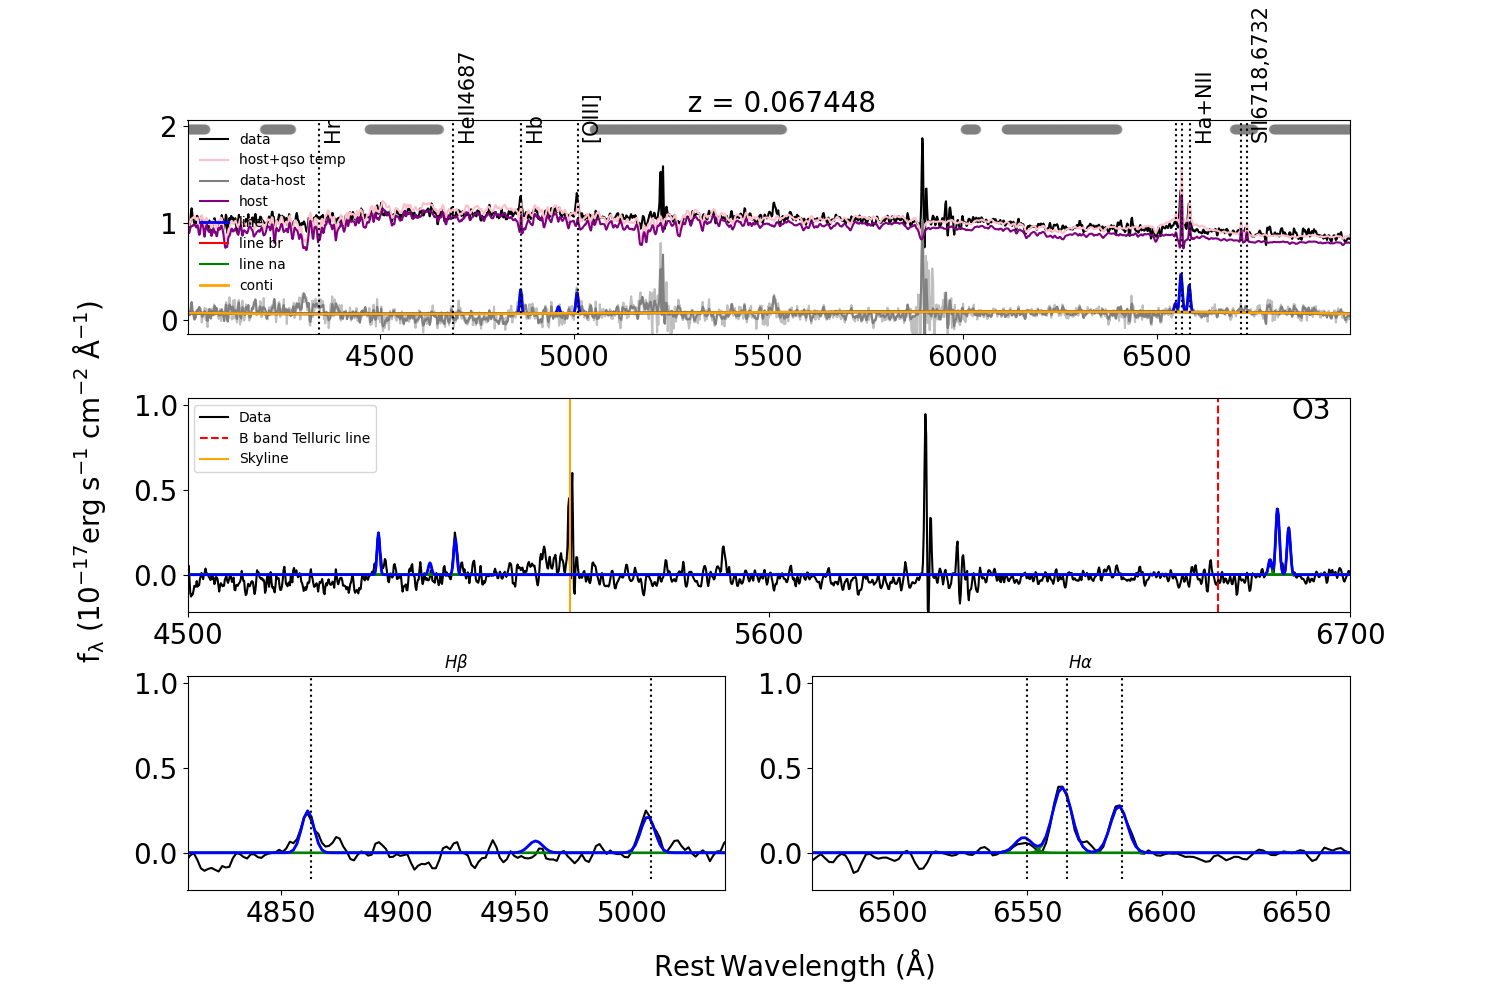 z = 0.067448
Hr
HeII4687
Hb
[OIII]
Ha+NII
SII6718,6732
2
1
0
data
host+qso temp
data-host
host
line br
line na
conti
4500 5000 5500 6000 6500
f_λ (10⁻¹⁷erg s⁻¹ cm⁻² Å⁻¹)
O3
1.0
0.5
0.0
Data
B band Telluric line
Skyline
4500 5600 6700
Hβ
1.0
0.5
0.0
4850 4900 4950 5000
Hα
1.0
0.5
0.0
6500 6550 6600 6650
Rest Wavelength (Å)